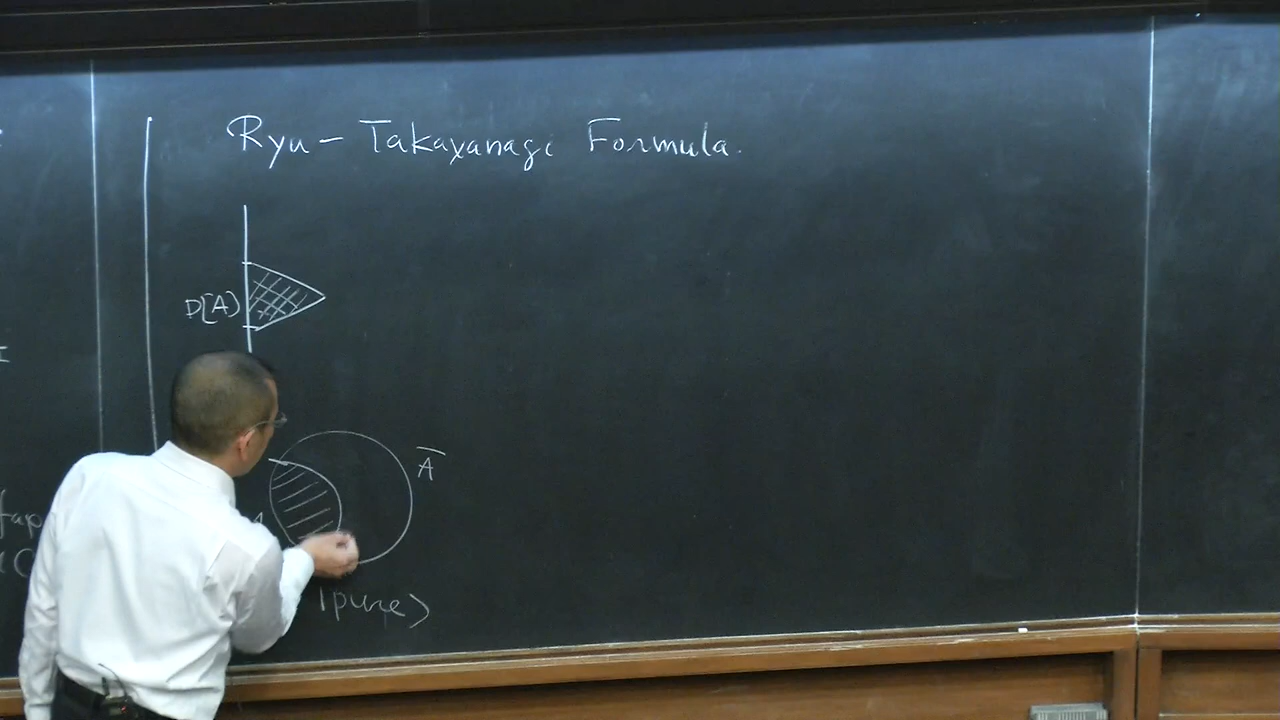 Ryu - Takayanagi Formula.
D[A]
Ā
A
|pure>